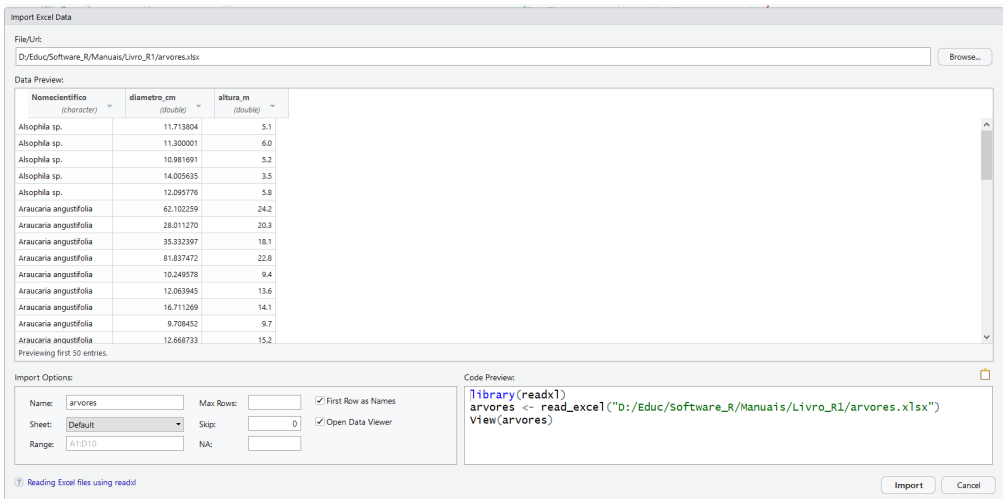 Import Excel Data
File/Url:
D:/Educ/Software_R/Manuais/Livro_R1/arvores.xlsx Browse...
Data Preview:
Nomecientifico diametro_cm altura_m
(character) (double) (double)
Alsophila sp. 11.713804 5.1
Alsophila sp. 11.300001 6.0
Alsophila sp. 10.981691 5.2
Alsophila sp. 14.005635 3.5
Alsophila sp. 12.095776 5.8
Araucaria angustifolia 62.102259 24.2
Araucaria angustifolia 28.011270 20.3
Araucaria angustifolia 35.332397 18.1
Araucaria angustifolia 81.837472 22.8
Araucaria angustifolia 10.249578 9.4
Araucaria angustifolia 12.063945 13.6
Araucaria angustifolia 16.711269 14.1
Araucaria angustifolia 9.708452 9.7
Araucaria angustifolia 12.668733 15.2
Previewing first 50 entries.
Import Options:
Name: arvores Max Rows: First Row as Names
Sheet: Default Skip: 0 Open Data Viewer
Range: A1:D10 NA:
Code Preview:
library(readxl)
arvores <- read_excel("D:/Educ/Software_R/Manuais/Livro_R1/arvores.xlsx")
View(arvores)
? Reading Excel files using readxl
Import Cancel